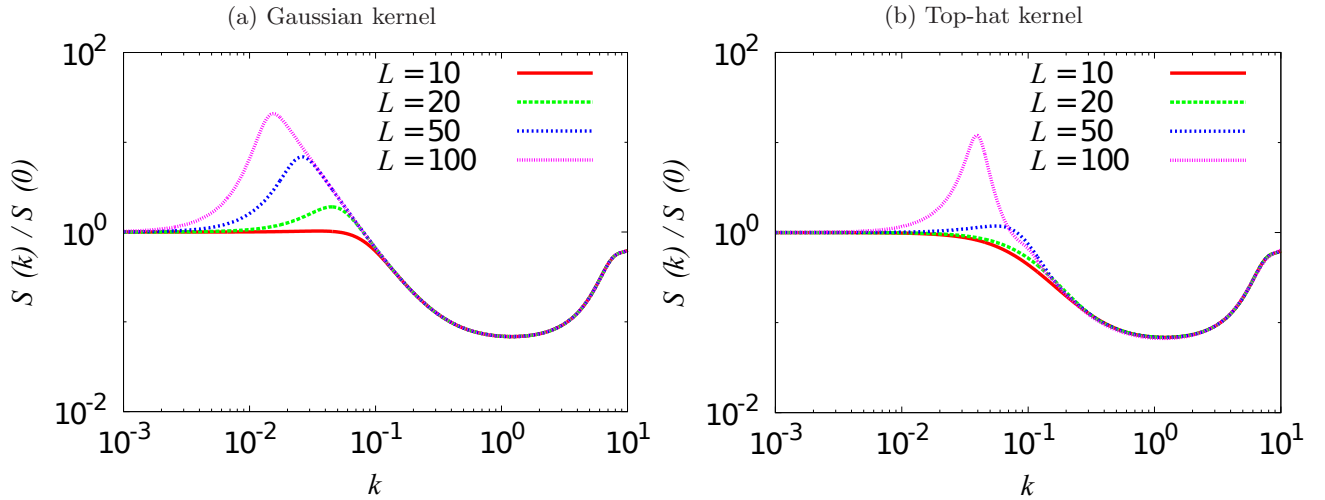 (a) Gaussian kernel
10^2
10^0
10^-2
S (k) / S (0)
L = 10
L = 20
L = 50
L = 100
10^-3 10^-2 10^-1 10^0 10^1
k
(b) Top-hat kernel
10^2
10^0
10^-2
S (k) / S (0)
L = 10
L = 20
L = 50
L = 100
10^-3 10^-2 10^-1 10^0 10^1
k